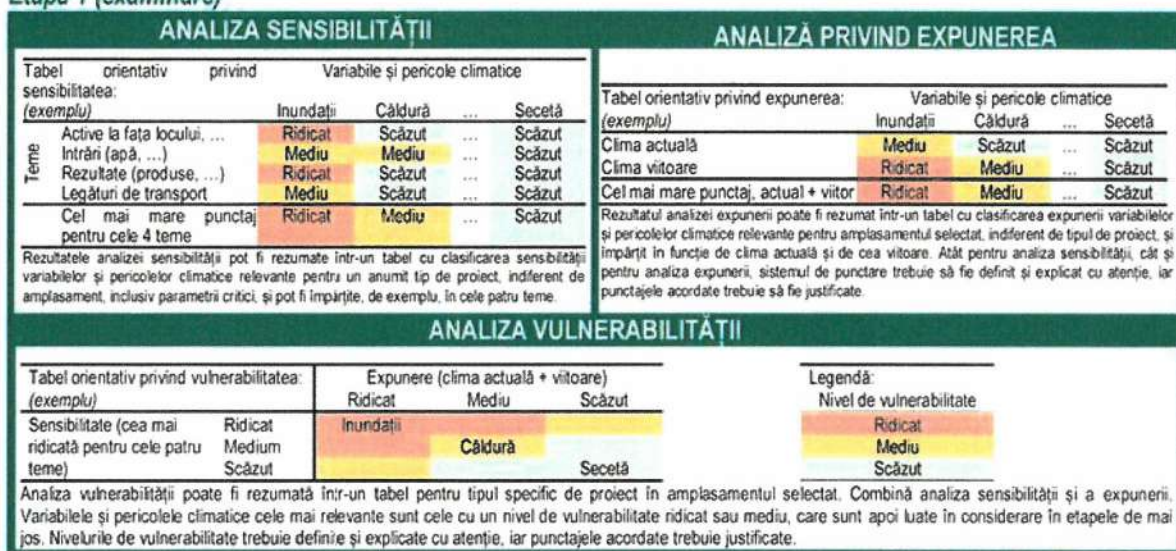 Etapa 1 (examinare)
ANALIZA SENSIBILITĂȚII
Tabel orientativ privind Variabile și pericole climatice
sensibilitatea:
(exemplu) Inundații Căldură ... Secetă
Teme
Active la fața locului, ... Ridicat Scăzut ... Scăzut
Intrări (apă, ...) Mediu Mediu ... Scăzut
Rezultate (produse, ...) Ridicat Scăzut ... Scăzut
Legături de transport Mediu Scăzut ... Scăzut
Cel mai mare punctaj Ridicat Mediu ... Scăzut
pentru cele 4 teme
Rezultatele analizei sensibilității pot fi rezumate într-un tabel cu clasificarea sensibilității
variabilelor și pericolelor climatice relevante pentru un anumit tip de proiect, indiferent de
amplasament, inclusiv parametrii critici, și pot fi împărțite, de exemplu, în cele patru teme.
ANALIZĂ PRIVIND EXPUNEREA
Tabel orientativ privind expunerea: Variabile și pericole climatice
(exemplu) Inundații Căldură ... Secetă
Clima actuală Mediu Scăzut ... Scăzut
Clima viitoare Ridicat Mediu ... Scăzut
Cel mai mare punctaj, actual + viitor Ridicat Mediu ... Scăzut
Rezultatul analizei expunerii poate fi rezumat într-un tabel cu clasificarea expunerii variabilelor
și pericolelor climatice relevante pentru amplasamentul selectat, indiferent de tipul de proiect, și
împărțit în funcție de clima actuală și de cea viitoare. Atât pentru analiza sensibilității, cât și
pentru analiza expunerii, sistemul de punctare trebuie să fie definit și explicat cu atenție, iar
punctajele acordate trebuie să fie justificate.
ANALIZA VULNERABILITĂȚII
Tabel orientativ privind vulnerabilitatea: Expunere (clima actuală + viitoare)
(exemplu) Ridicat Mediu Scăzut
Sensibilitate (cea mai Ridicat Inundații
ridicată pentru cele patru Medium Căldură
teme) Scăzut Secetă
Legendă:
Nivel de vulnerabilitate
Ridicat
Mediu
Scăzut
Analiza vulnerabilității poate fi rezumată într-un tabel pentru tipul specific de proiect în amplasamentul selectat. Combină analiza sensibilității și a expunerii.
Variabilele și pericolele climatice cele mai relevante sunt cele cu un nivel de vulnerabilitate ridicat sau mediu, care sunt apoi luate în considerare în etapele de mai
jos. Nivelurile de vulnerabilitate trebuie definite și explicate cu atenție, iar punctajele acordate trebuie justificate.